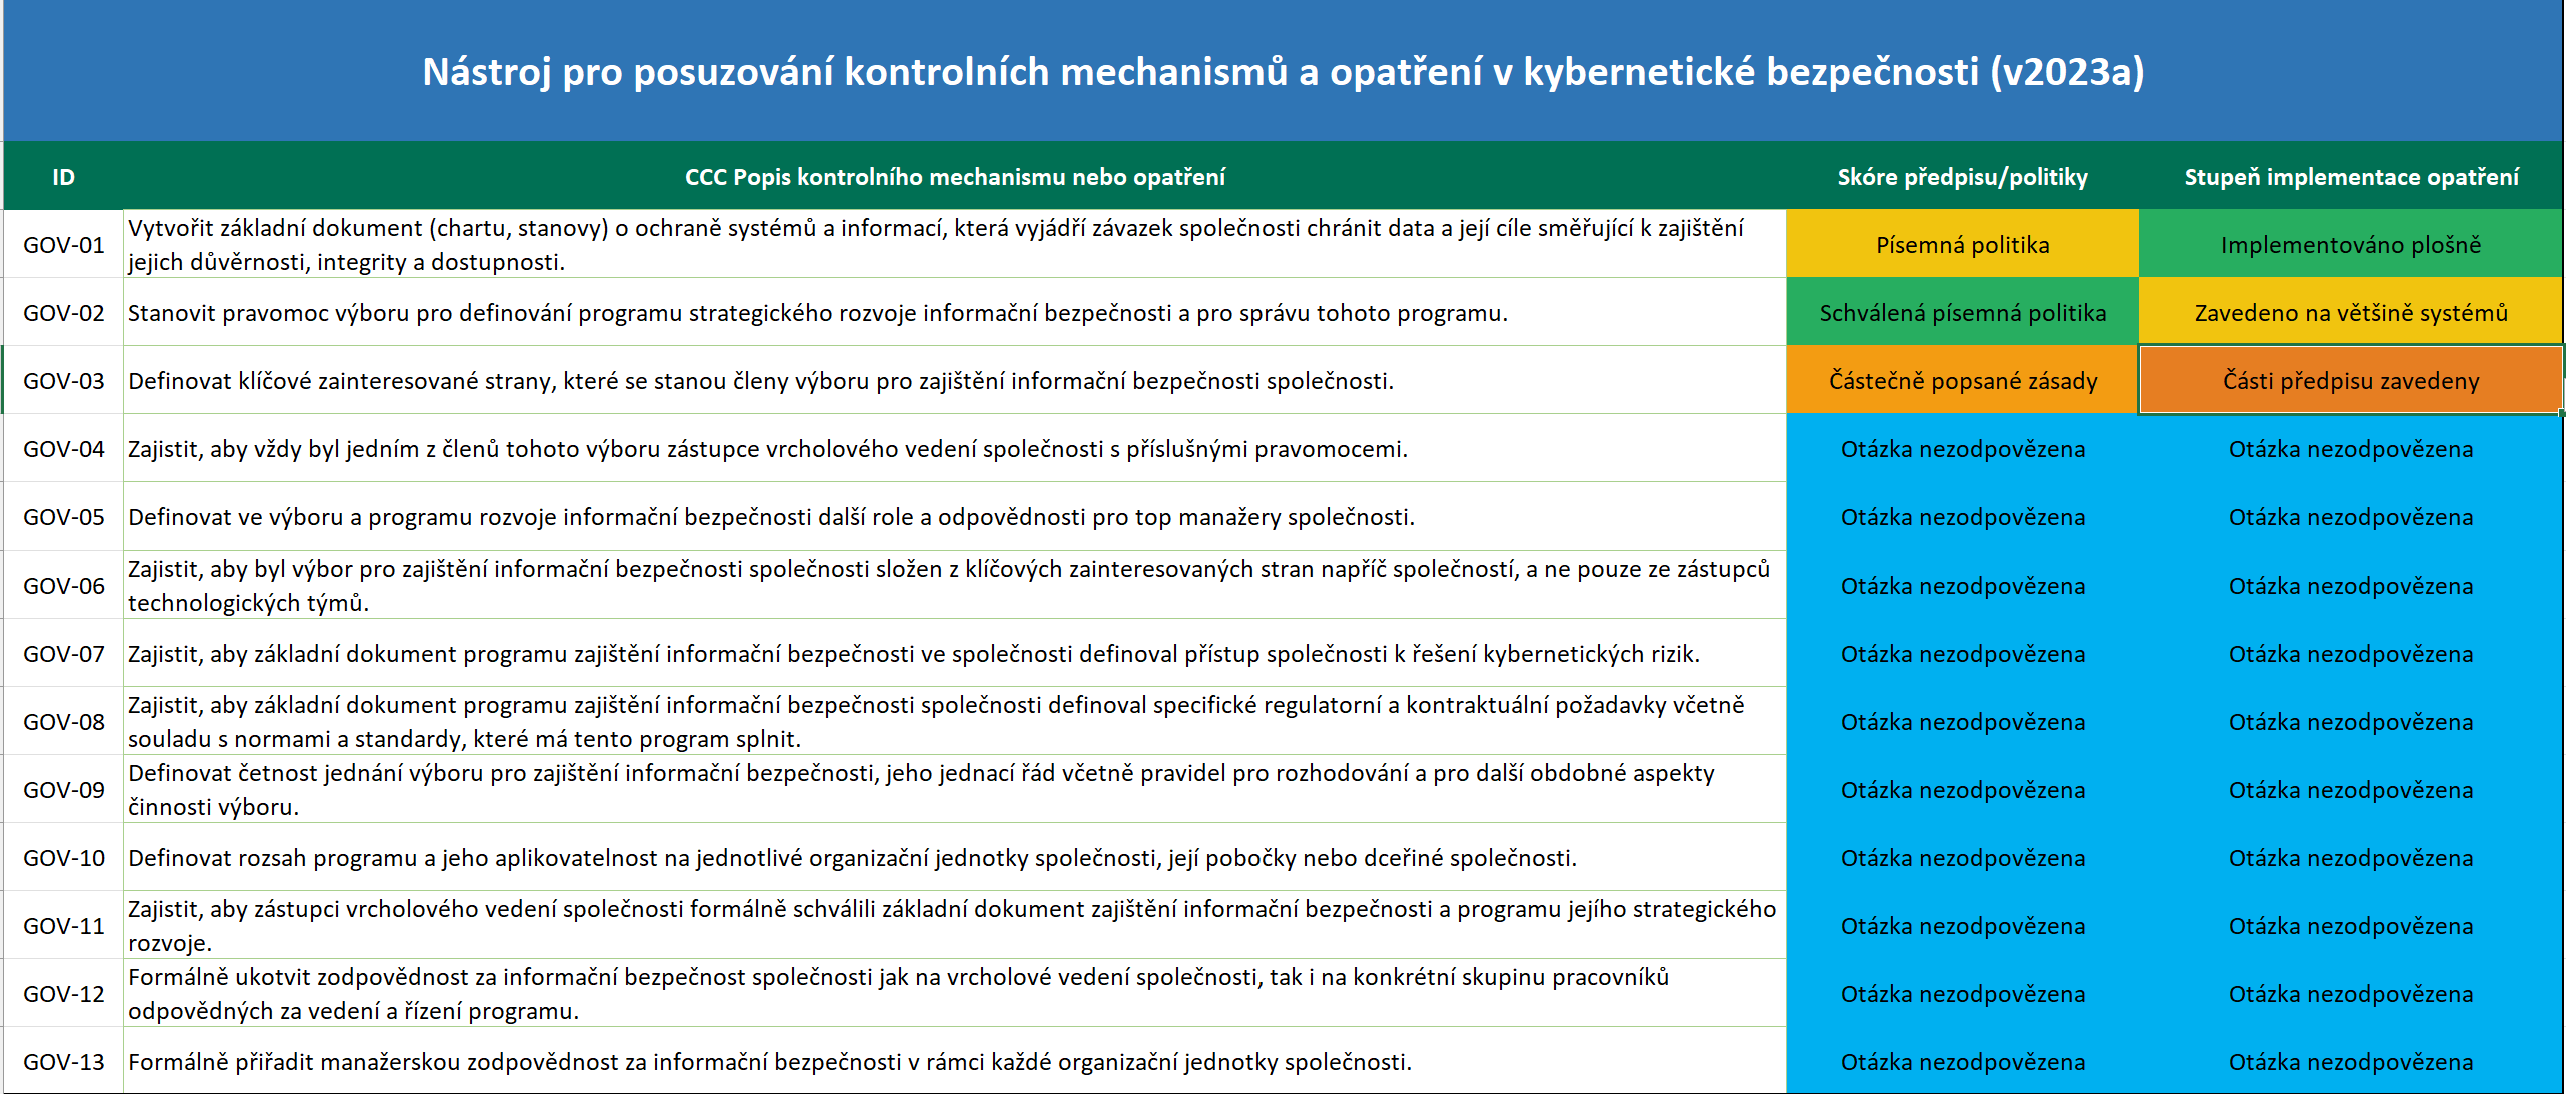 Nástroj pro posuzování kontrolních mechanismů a opatření v kybernetické bezpečnosti (v2023a)
ID CCC Popis kontrolního mechanismu nebo opatření Skóre předpisu/politiky Stupeň implementace opatření
GOV-01 Vytvořit základní dokument (chartu, stanovy) o ochraně systémů a informací, která vyjádří závazek společnosti chránit data a její cíle směřující k zajištění
jejich důvěrnosti, integrity a dostupnosti. Písemná politika Implementováno plošně
GOV-02 Stanovit pravomoc výboru pro definování programu strategického rozvoje informační bezpečnosti a pro správu tohoto programu. Schválená písemná politika Zavedeno na většině systémů
GOV-03 Definovat klíčové zainteresované strany, které se stanou členy výboru pro zajištění informační bezpečnosti společnosti. Částečně popsané zásady Části předpisu zavedeny
GOV-04 Zajistit, aby vždy byl jedním z členů tohoto výboru zástupce vrcholového vedení společnosti s příslušnými pravomocemi. Otázka nezodpovězena Otázka nezodpovězena
GOV-05 Definovat ve výboru a programu rozvoje informační bezpečnosti další role a odpovědnosti pro top manažery společnosti. Otázka nezodpovězena Otázka nezodpovězena
GOV-06 Zajistit, aby byl výbor pro zajištění informační bezpečnosti společnosti složen z klíčových zainteresovaných stran napříč společností, a ne pouze ze zástupců
technologických týmů. Otázka nezodpovězena Otázka nezodpovězena
GOV-07 Zajistit, aby základní dokument programu zajištění informační bezpečnosti ve společnosti definoval přístup společnosti k řešení kybernetických rizik. Otázka nezodpovězena Otázka nezodpovězena
GOV-08 Zajistit, aby základní dokument programu zajištění informační bezpečnosti společnosti definoval specifické regulatorní a kontraktuální požadavky včetně
souladu s normami a standardy, které má tento program splnit. Otázka nezodpovězena Otázka nezodpovězena
GOV-09 Definovat četnost jednání výboru pro zajištění informační bezpečnosti, jeho jednací řád včetně pravidel pro rozhodování a pro další obdobné aspekty
činnosti výboru. Otázka nezodpovězena Otázka nezodpovězena
GOV-10 Definovat rozsah programu a jeho aplikovatelnost na jednotlivé organizační jednotky společnosti, její pobočky nebo dceřiné společnosti. Otázka nezodpovězena Otázka nezodpovězena
GOV-11 Zajistit, aby zástupci vrcholového vedení společnosti formálně schválili základní dokument zajištění informační bezpečnosti a programu jejího strategického
rozvoje. Otázka nezodpovězena Otázka nezodpovězena
GOV-12 Formálně ukotvit zodpovědnost za informační bezpečnost společnosti jak na vrcholové vedení společnosti, tak i na konkrétní skupinu pracovníků
odpovědných za vedení a řízení programu. Otázka nezodpovězena Otázka nezodpovězena
GOV-13 Formálně přiřadit manažerskou zodpovědnost za informační bezpečnosti v rámci každé organizační jednotky společnosti. Otázka nezodpovězena Otázka nezodpovězena